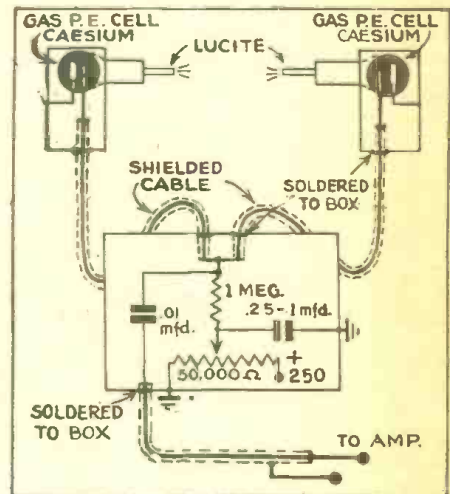 GAS P.E. CELL
CAESIUM
LUCITE
GAS P.E. CELL
CAESIUM
SHIELDED
CABLE
SOLDERED
TO BOX
.01
mfd.
1 MEG.
.25-1 mfd.
+
50,000Ω
250
SOLDERED
TO BOX
TO AMP.